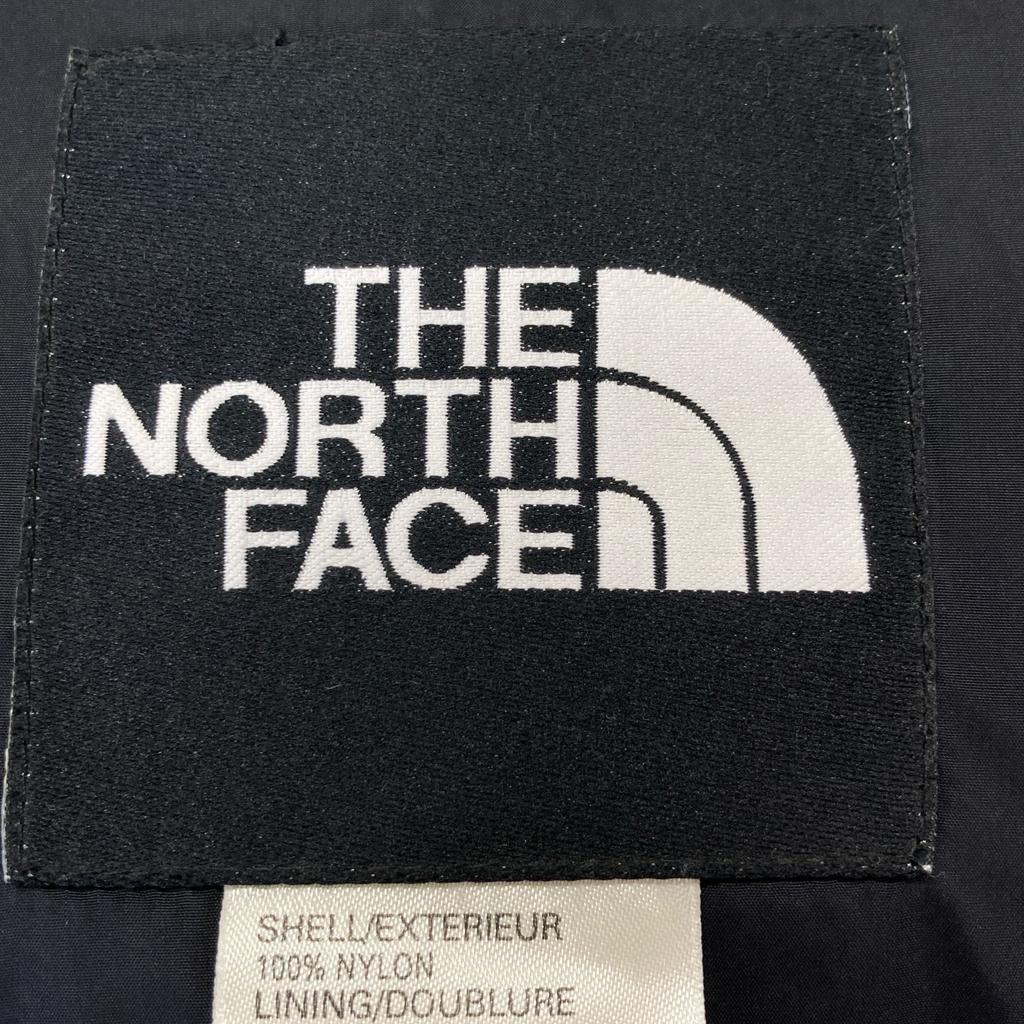 THE
NORTH
FACE
SHELL/EXTERIEUR
100% NYLON
LINING/DOUBLURE